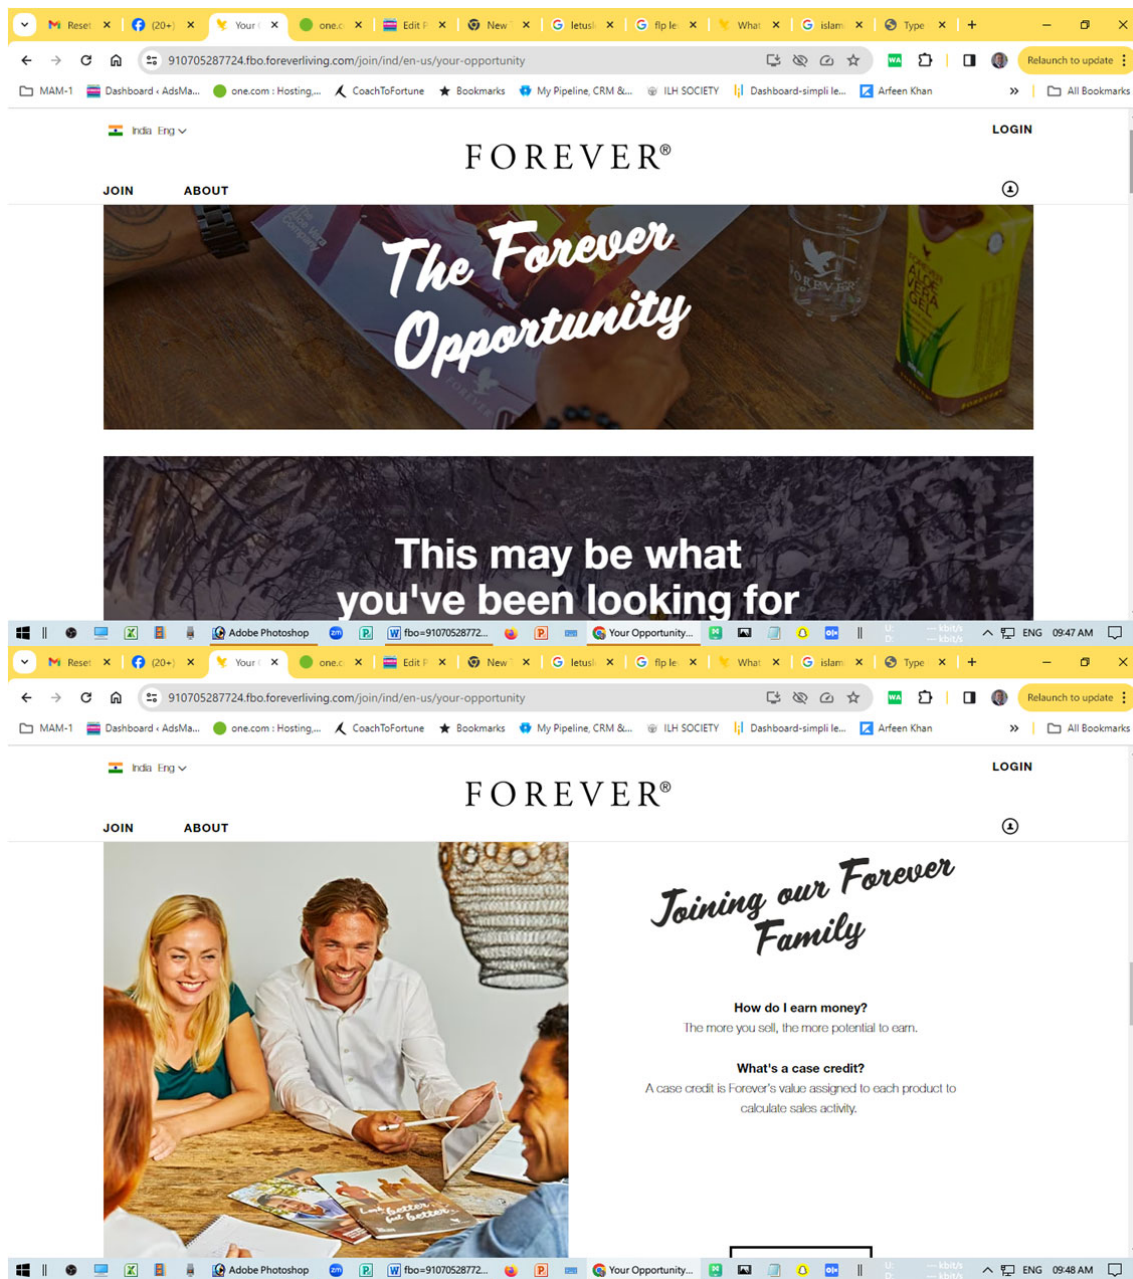 Reset
(20+)
Your
one.c
Edit P
New
letusl
flp le
What
islam
Type
910705287724.fbo.foreverliving.com/join/ind/en-us/your-opportunity
Relaunch to update
MAM-1
Dashboard ‹ AdsMa...
one.com : Hosting,...
CoachToFortune
Bookmarks
My Pipeline, CRM &...
ILH SOCIETY
Dashboard-simpli le...
Arfeen Khan
All Bookmarks
India Eng
LOGIN
FOREVER®
JOIN
ABOUT
The Forever
Opportunity
FOREVER
ALOE
VERA
GEL
This may be what
you've been looking for
Adobe Photoshop
fbo=91070528772...
Your Opportunity...
ENG
09:47 AM
Reset
(20+)
Your
one.c
Edit P
New
letusl
flp le
What
islam
Type
910705287724.fbo.foreverliving.com/join/ind/en-us/your-opportunity
Relaunch to update
MAM-1
Dashboard ‹ AdsMa...
one.com : Hosting,...
CoachToFortune
Bookmarks
My Pipeline, CRM &...
ILH SOCIETY
Dashboard-simpli le...
Arfeen Khan
All Bookmarks
India Eng
LOGIN
FOREVER®
JOIN
ABOUT
Joining our Forever
Family
How do I earn money?
The more you sell, the more potential to earn.
What's a case credit?
A case credit is Forever's value assigned to each product to
calculate sales activity.
Look better
feel better
Adobe Photoshop
fbo=91070528772...
Your Opportunity...
ENG
09:48 AM